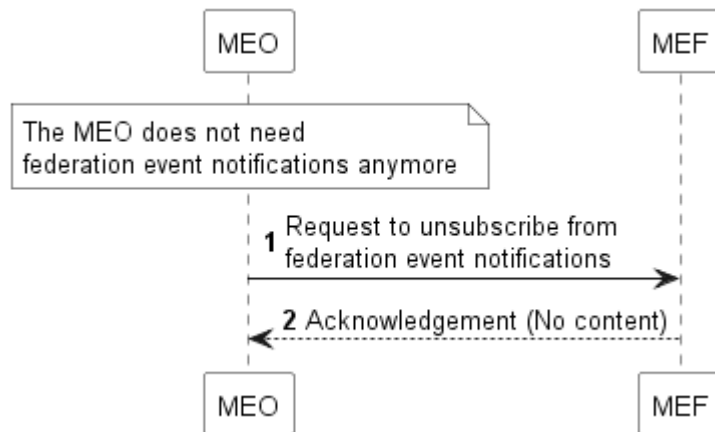 MEO MEF
The MEO does not need
federation event notifications anymore
1 Request to unsubscribe from
federation event notifications
2 Acknowledgement (No content)
MEO MEF